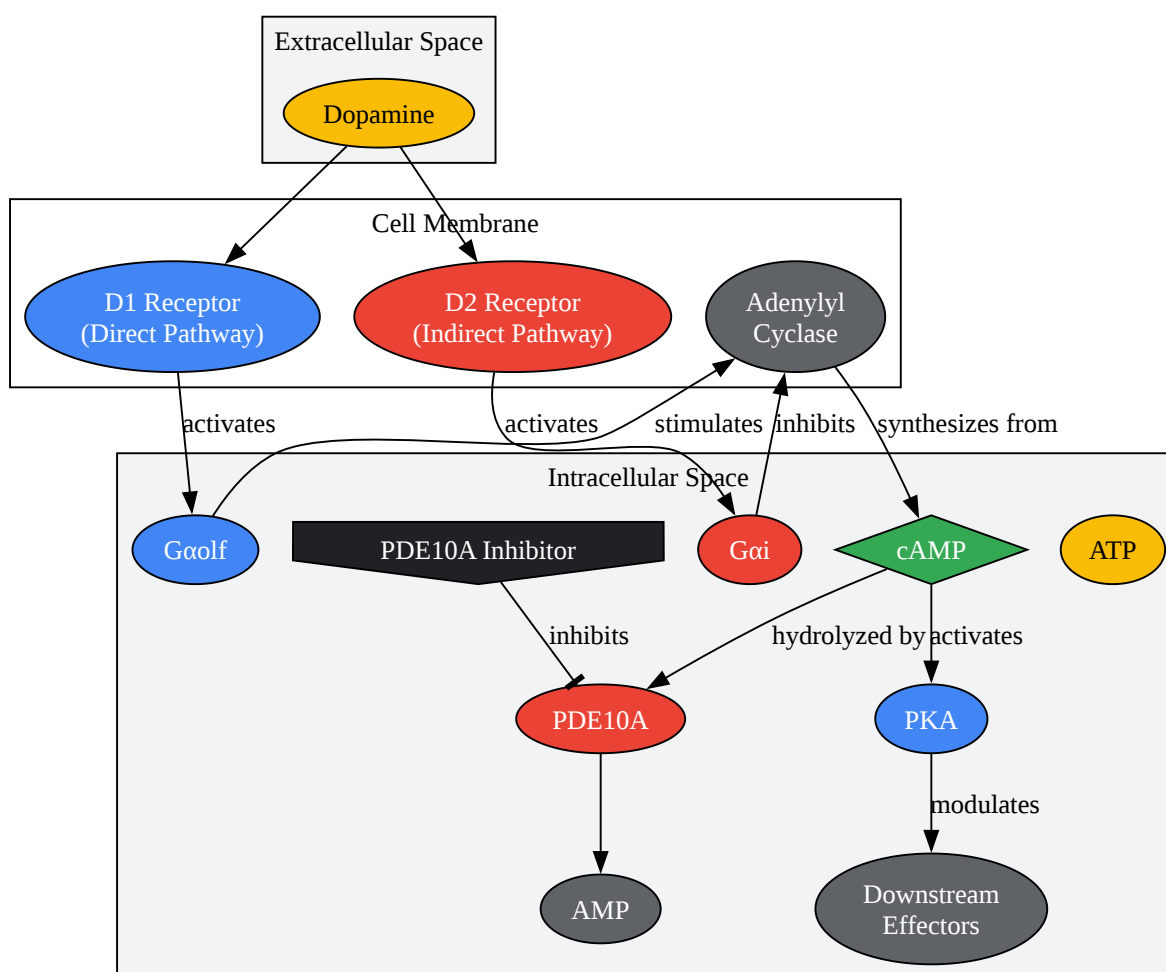 Extracellular Space
Dopamine
Cell Membrane
D1 Receptor
(Direct Pathway)
D2 Receptor
(Indirect Pathway)
Adenylyl
Cyclase
activates
activates
stimulates
inhibits
synthesizes from
Intracellular Space
Gαolf
PDE10A Inhibitor
Gαi
cAMP
ATP
inhibits
hydrolyzed by
activates
PDE10A
PKA
modulates
AMP
Downstream
Effectors